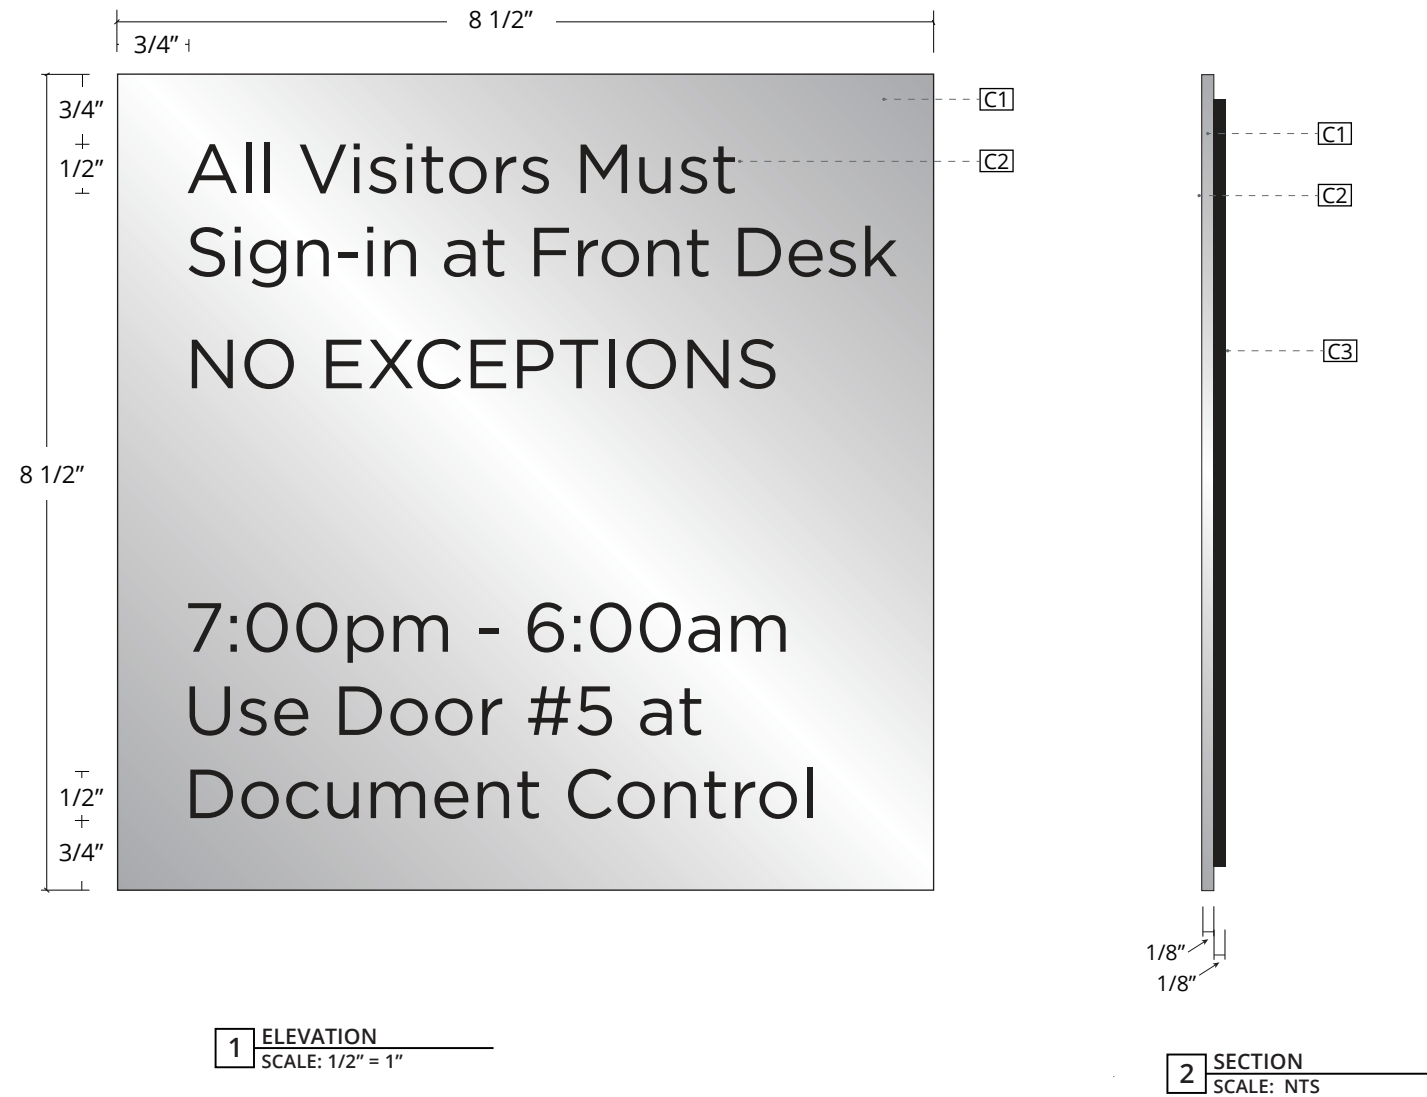 8 1/2”
3/4”
3/4”
1/2”
C1
C2
All Visitors Must
Sign-in at Front Desk
NO EXCEPTIONS
8 1/2”
7:00pm - 6:00am
Use Door #5 at
Document Control
1/2”
3/4”
1 ELEVATION
SCALE: 1/2” = 1”
C1
C2
C3
1/8”
1/8”
2 SECTION
SCALE: NTS